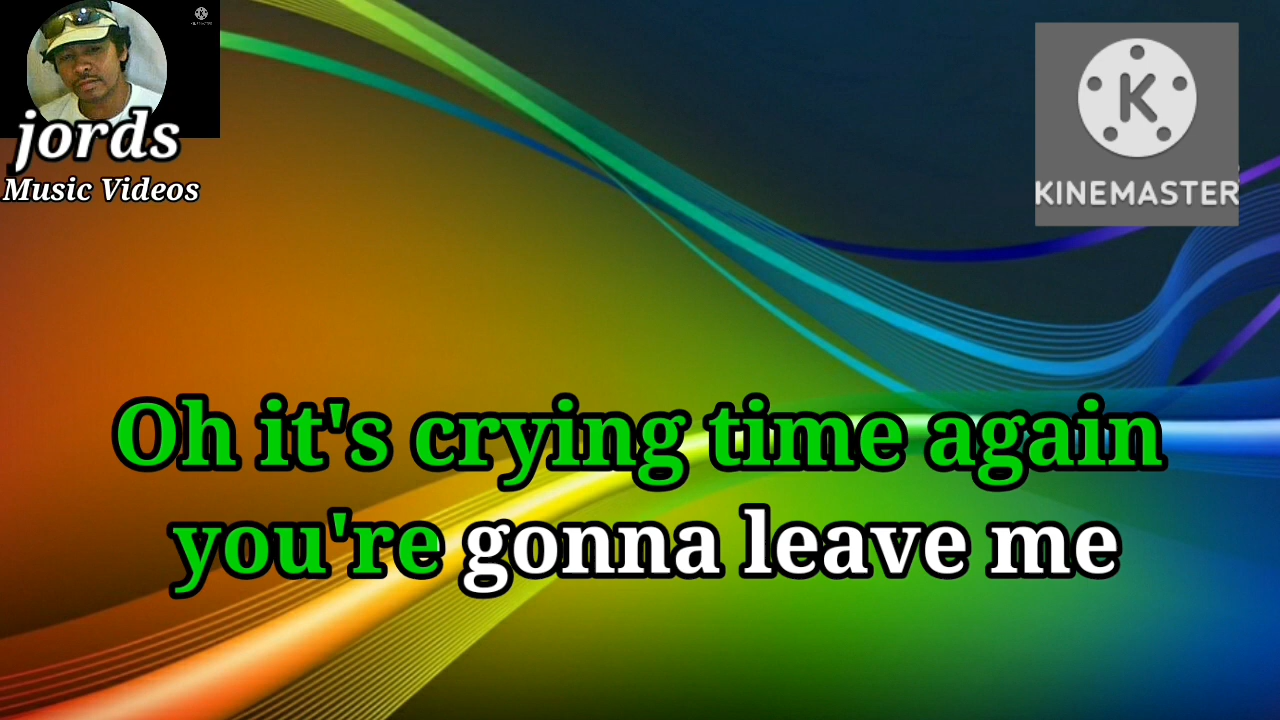 jords
Music Videos
K
KINEMASTER
Oh it's crying time again
you're gonna leave me